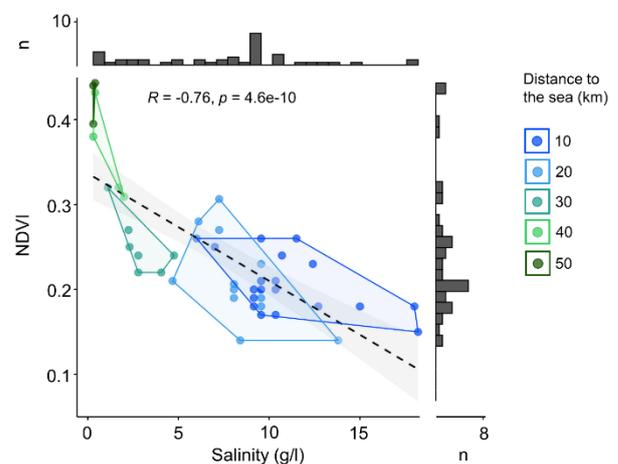 10
n
R = -0.76, p = 4.6e-10
NDVI
0.4
0.3
0.2
0.1
0 5 10 15
Salinity (g/l)
8
n
Distance to
the sea (km)
10
20
30
40
50